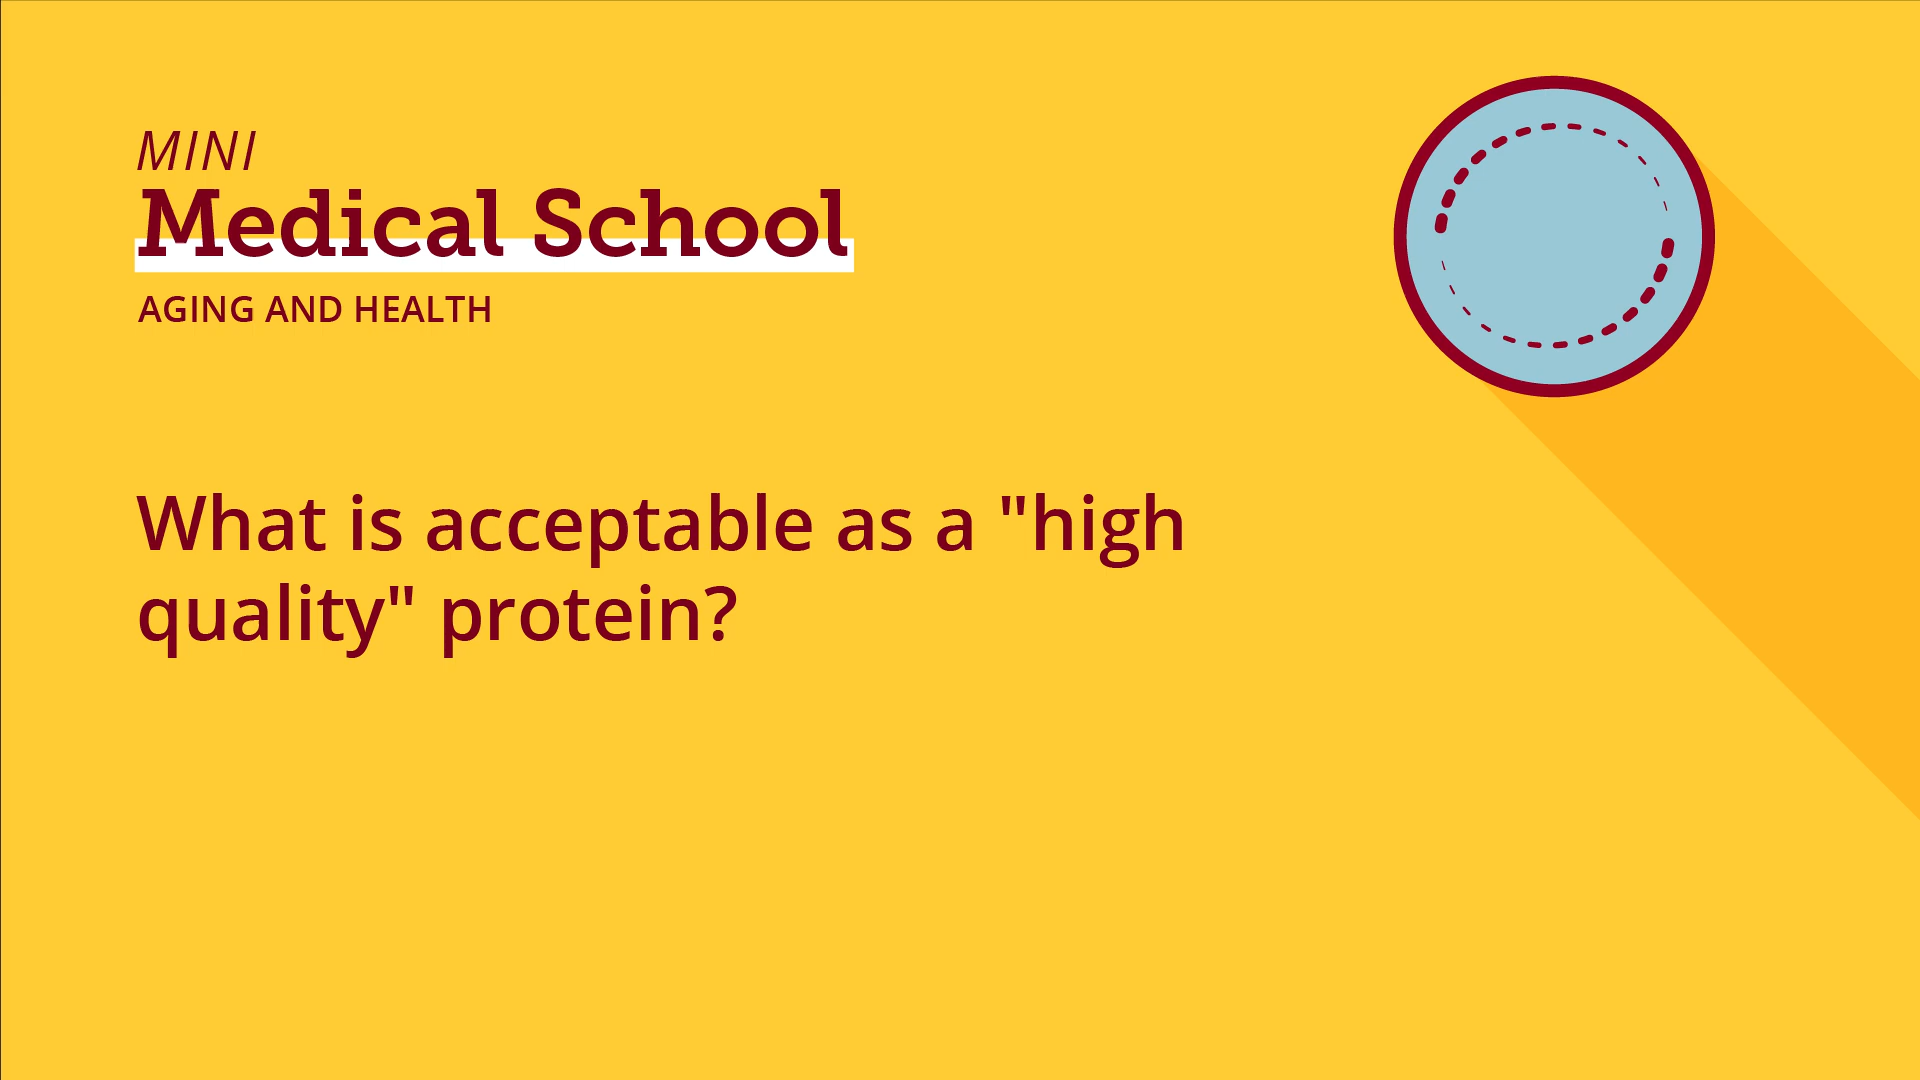 MINI
Medical School
AGING AND HEALTH
What is acceptable as a "high
quality" protein?